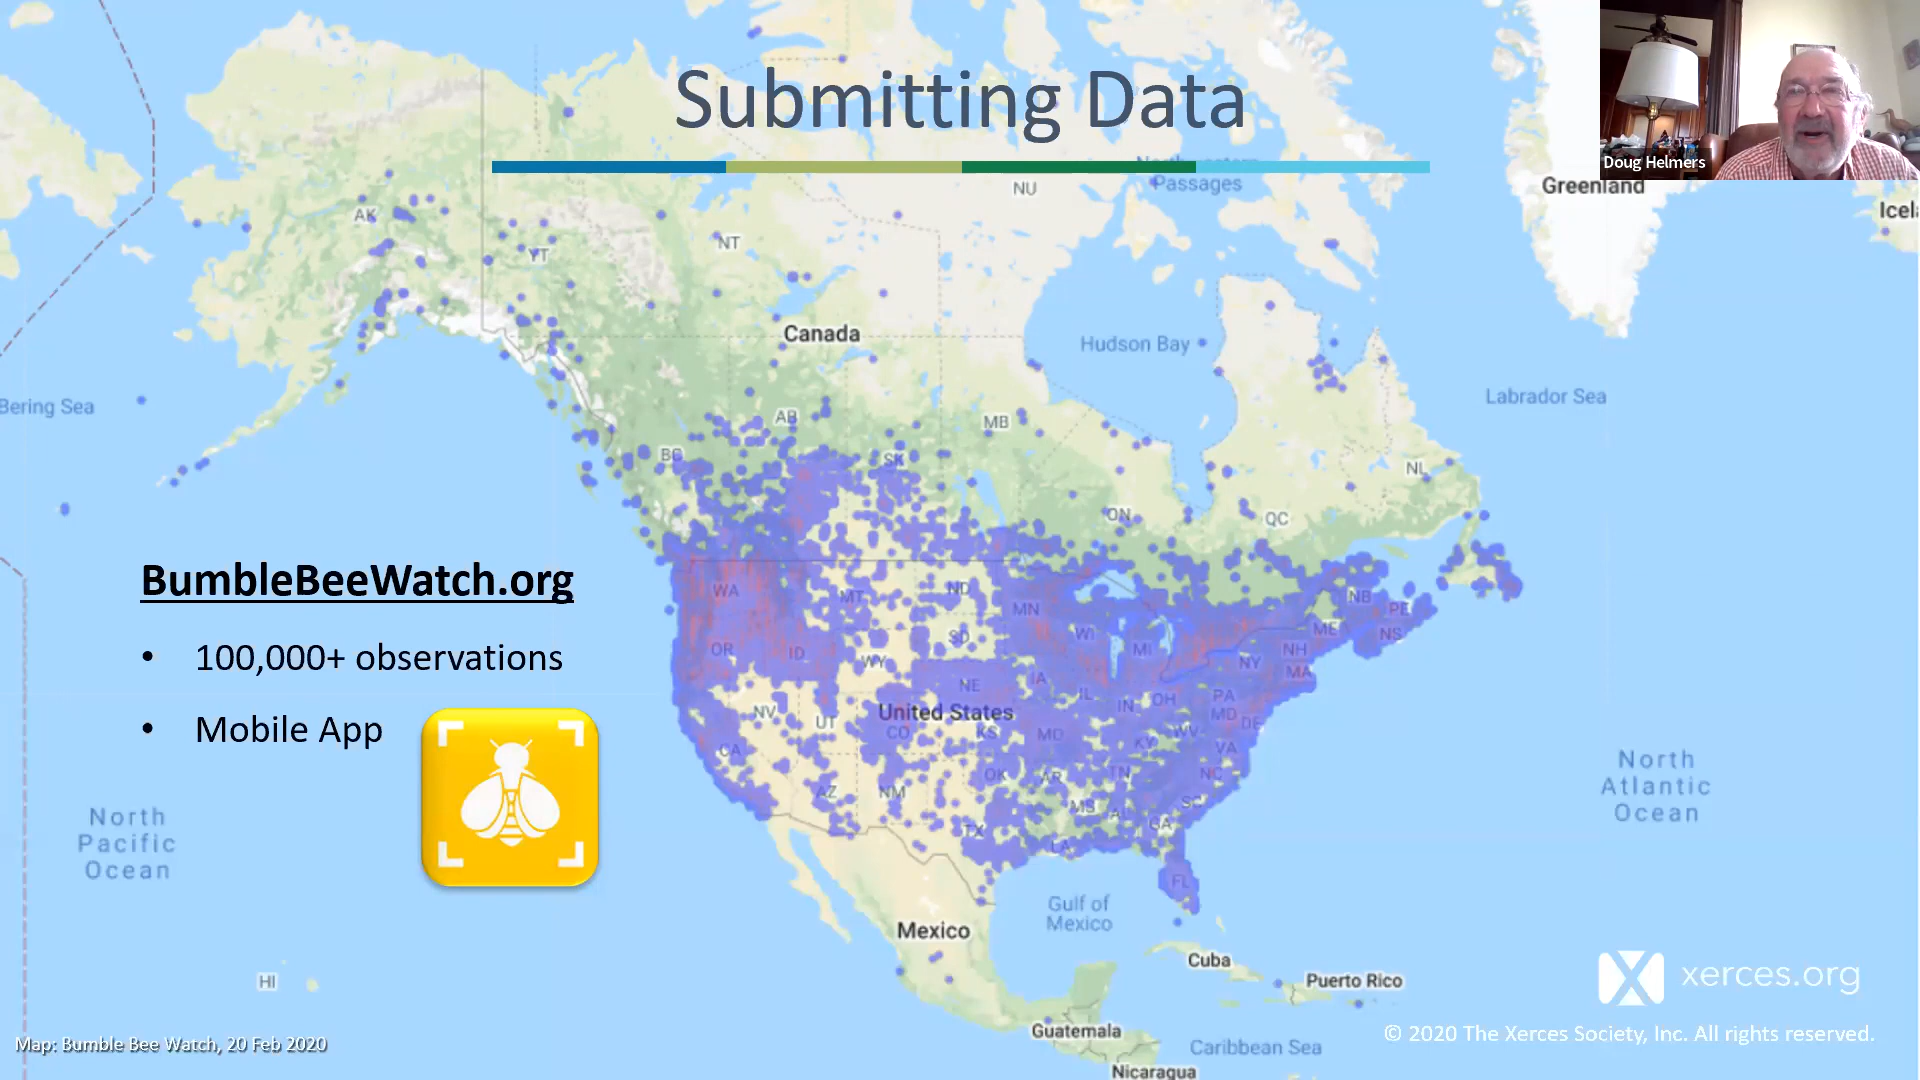 Submitting Data
Doug Helmers
Greenland
Passages
NU
AK
NT
YT
Canada
Hudson Bay
Bering Sea
Labrador Sea
AB
MB
BC
SK
NL
ON
QC
BumbleBeeWatch.org
• 100,000+ observations
• Mobile App
WA
MT
ND
MN
NB
PE
OR
ID
WY
SD
WI
MI
ME
NS
NH
NY
MA
NE
IA
IL
IN
OH
PA
MD
DE
NV
UT
United States
CO
KS
MO
KY
WV
VA
CA
AZ
NM
OK
AR
TN
NC
MS
AL
SC
GA
TX
LA
FL
North
Pacific
Ocean
North
Atlantic
Ocean
Gulf of
Mexico
Mexico
Cuba
Puerto Rico
HI
Guatemala
Caribbean Sea
Nicaragua
xerces.org
Map: Bumble Bee Watch, 20 Feb 2020
© 2020 The Xerces Society, Inc. All rights reserved.